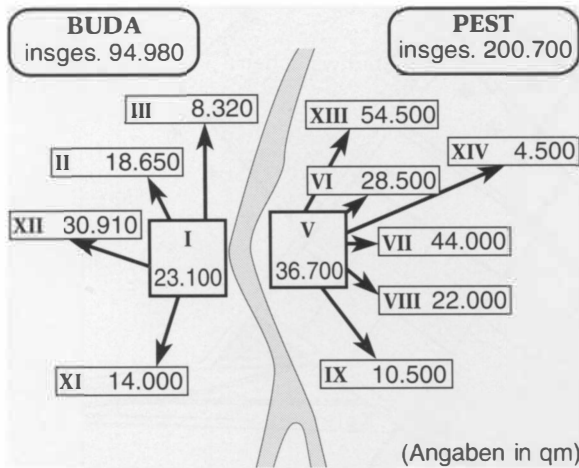 BUDA
insges. 94.980
PEST
insges. 200.700
III 8.320
XIII 54.500
II 18.650
XIV 4.500
VI 28.500
XII 30.910
I
23.100
V
36.700
VII 44.000
VIII 22.000
XI 14.000
IX 10.500
(Angaben in qm)